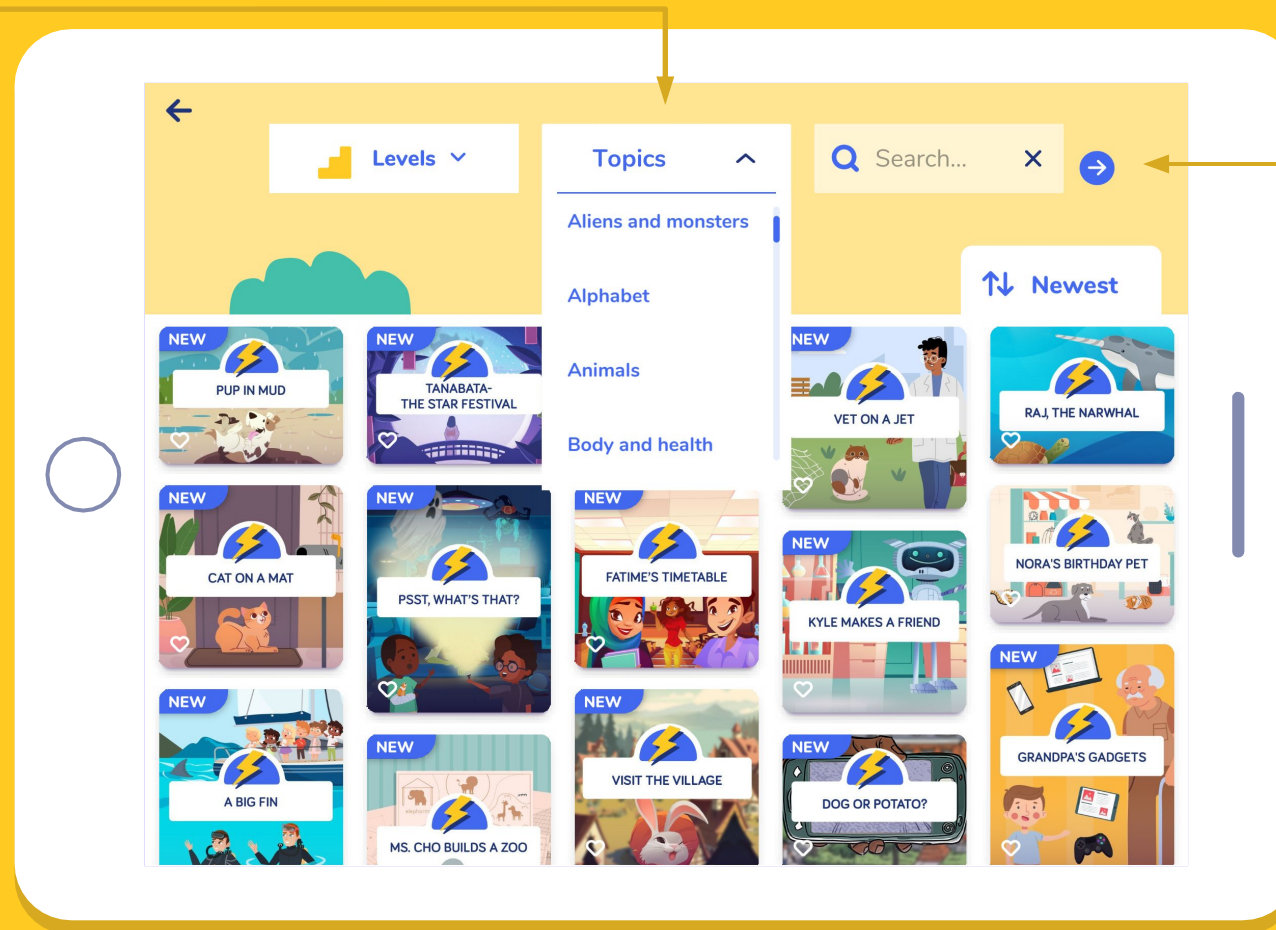 Levels
Topics
Search...
Aliens and monsters
Alphabet
Animals
Body and health
Newest
NEW
PUP IN MUD
NEW
TANABATA-
THE STAR FESTIVAL
NEW
VET ON A JET
RAJ, THE NARWHAL
NEW
CAT ON A MAT
NEW
PSST, WHAT'S THAT?
NEW
FATIME'S TIMETABLE
NEW
KYLE MAKES A FRIEND
NORA'S BIRTHDAY PET
NEW
A BIG FIN
NEW
elephant
MS. CHO BUILDS A ZOO
NEW
VISIT THE VILLAGE
NEW
DOG OR POTATO?
NEW
GRANDPA'S GADGETS